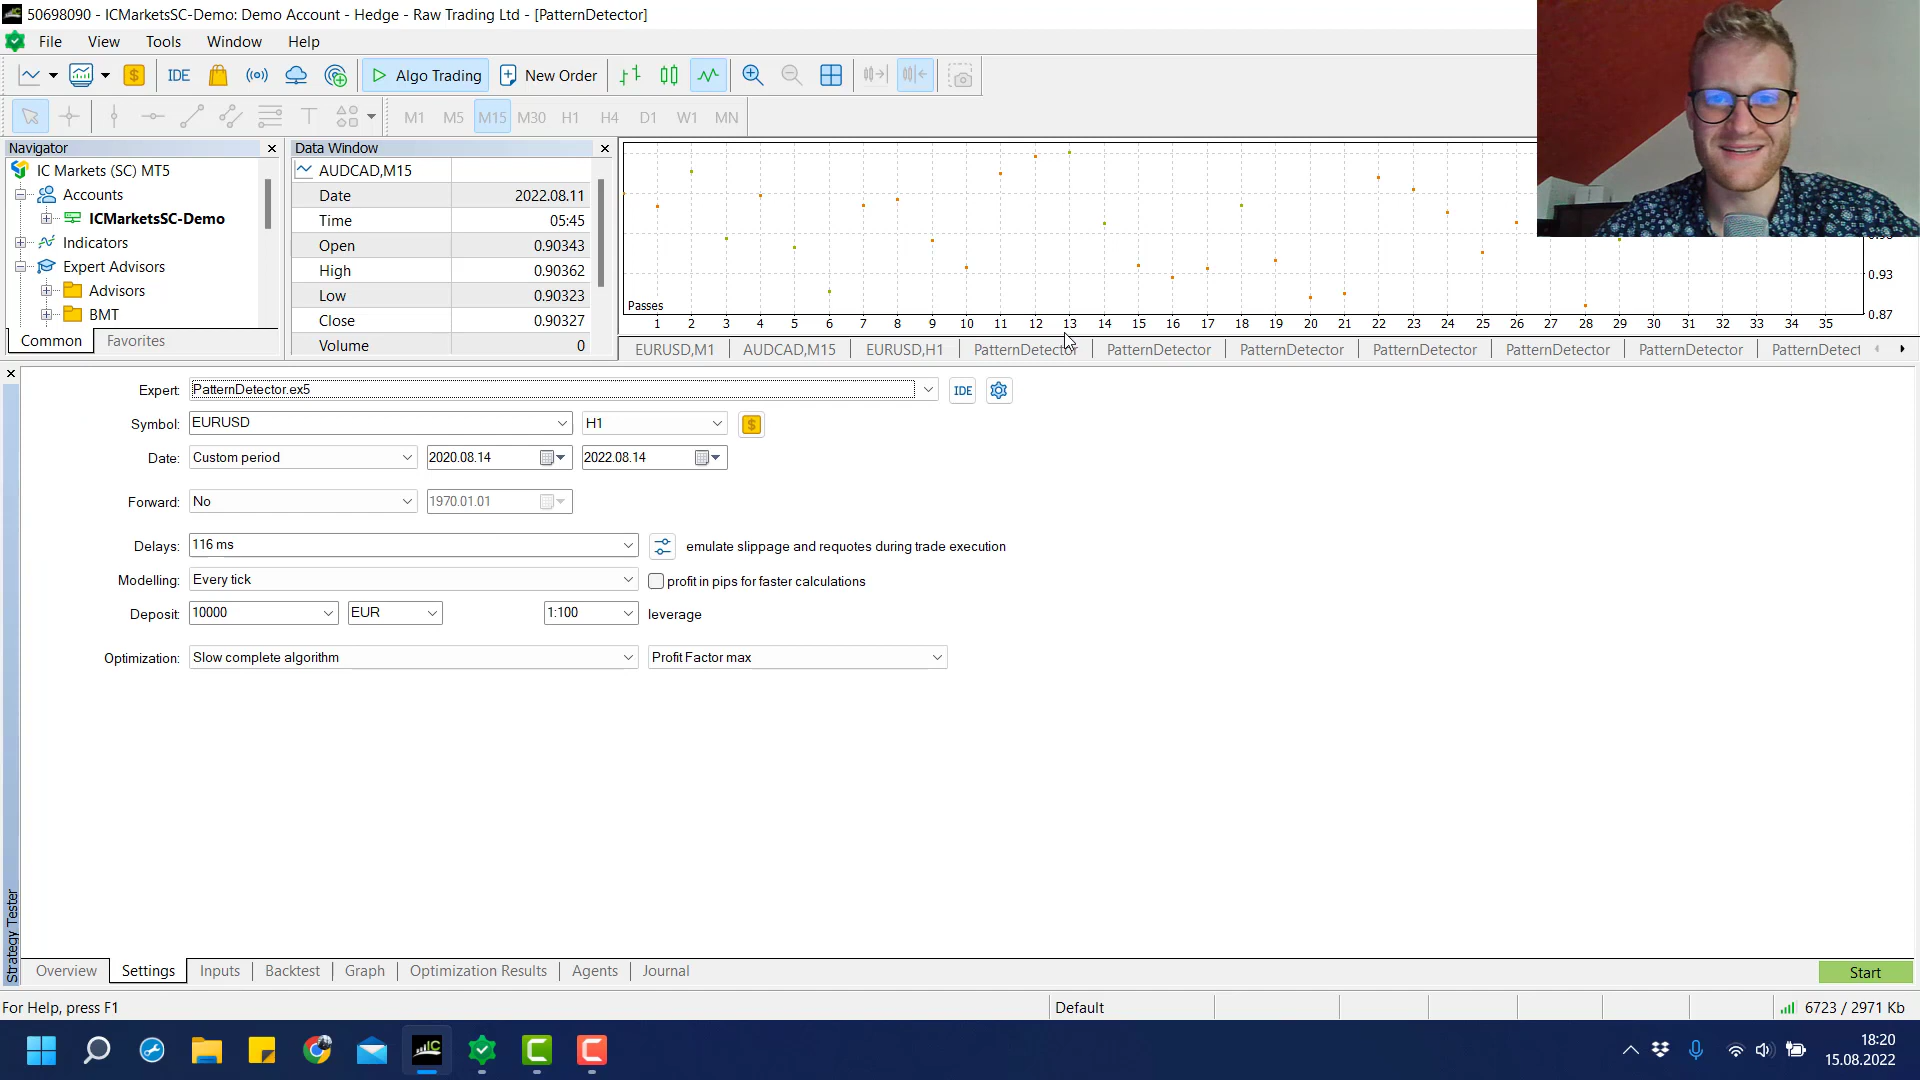 50698090 - ICMarketsSC-Demo: Demo Account - Hedge - Raw Trading Ltd - [PatternDetector]
File View Tools Window Help
IDE Algo Trading New Order
T M1 M5 M15 M30 H1 H4 D1 W1 MN
Navigator
IC Markets (SC) MT5
Accounts
ICMarketsSC-Demo
Indicators
Expert Advisors
Advisors
BMT
Common Favorites
Data Window
AUDCAD,M15
Date 2022.08.11
Time 05:45
Open 0.90343
High 0.90362
Low 0.90323
Close 0.90327
Volume 0
0.93
Passes 0.87
1 2 3 4 5 6 7 8 9 10 11 12 13 14 15 16 17 18 19 20 21 22 23 24 25 26 27 28 29 30 31 32 33 34 35
EURUSD,M1 AUDCAD,M15 EURUSD,H1 PatternDetector PatternDetector PatternDetector PatternDetector PatternDetector PatternDetector PatternDetect
Expert: PatternDetector.ex5 IDE
Symbol: EURUSD H1
Date: Custom period 2020.08.14 2022.08.14
Forward: No 1970.01.01
Delays: 116 ms emulate slippage and requotes during trade execution
Modelling: Every tick profit in pips for faster calculations
Deposit: 10000 EUR 1:100 leverage
Optimization: Slow complete algorithm Profit Factor max
Strategy Tester
Overview Settings Inputs Backtest Graph Optimization Results Agents Journal Start
For Help, press F1 Default 6723 / 2971 Kb
18:20
15.08.2022